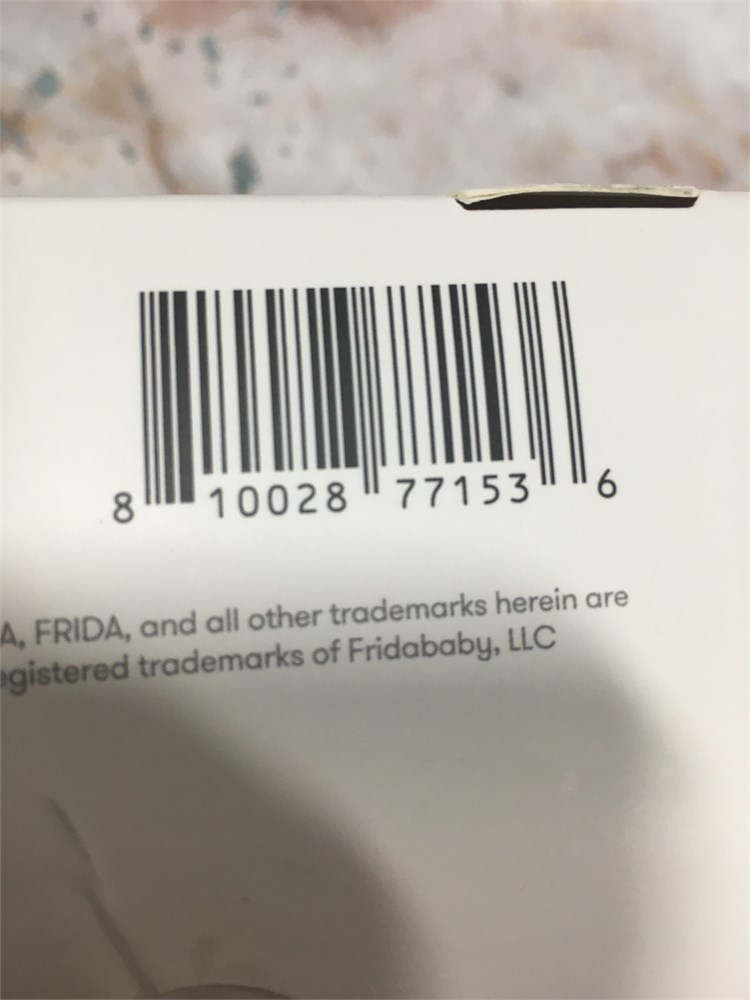 8 10028 77153 6
A, FRIDA, and all other trademarks herein are
egistered trademarks of Fridababy, LLC